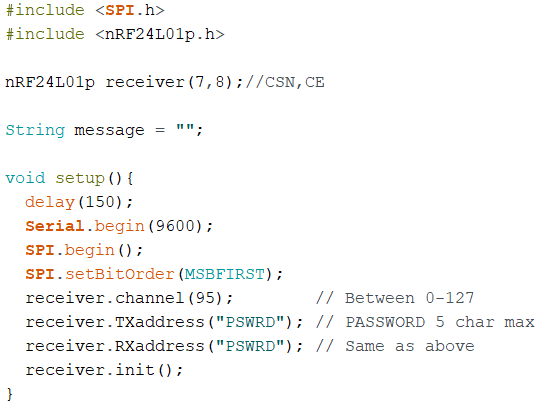 #include <SPI.h>
#include <nRF24L01p.h>

nRF24L01p receiver(7,8);//CSN,CE

String message = "";

void setup(){
  delay(150);
  Serial.begin(9600);
  SPI.begin();
  SPI.setBitOrder(MSBFIRST);
  receiver.channel(95);        // Between 0-127
  receiver.TXaddress("PSWRD"); // PASSWORD 5 char max
  receiver.RXaddress("PSWRD"); // Same as above
  receiver.init();
}